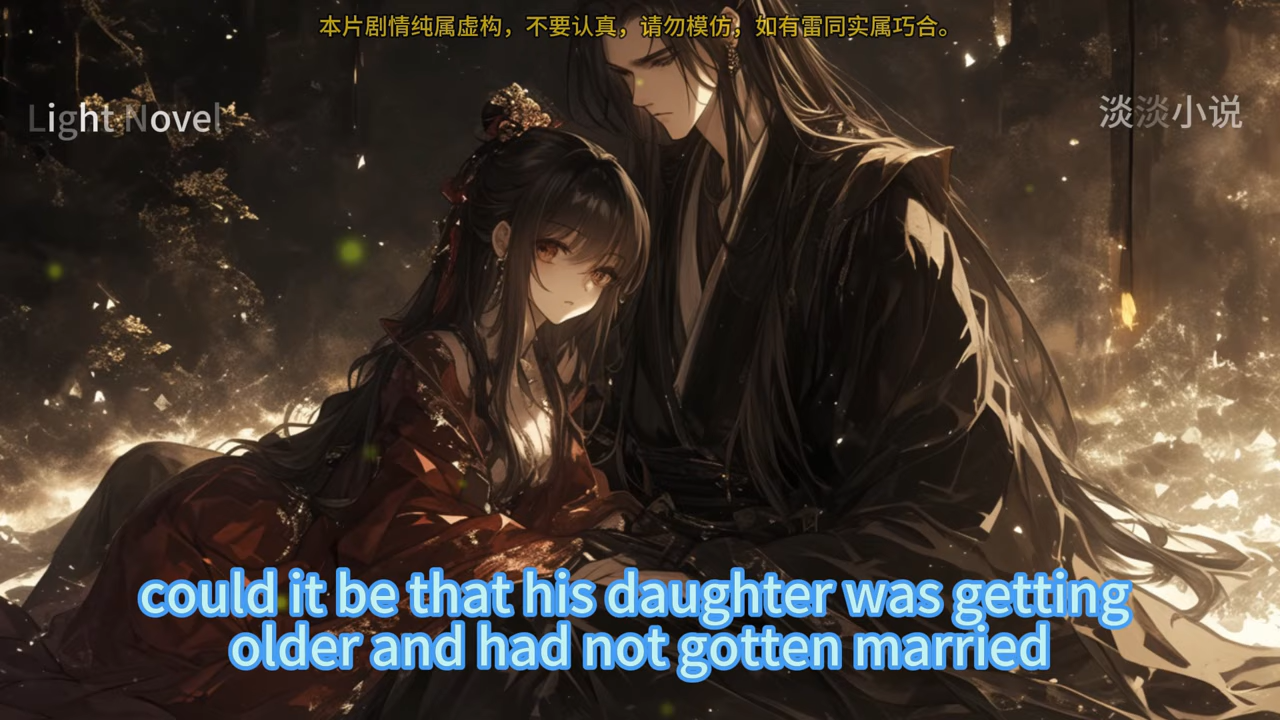 本片剧情纯属虚构，不要认真，请勿模仿，如有雷同实属巧合。
Light Novel
淡淡小说
could it be that his daughter was getting
older and had not gotten married